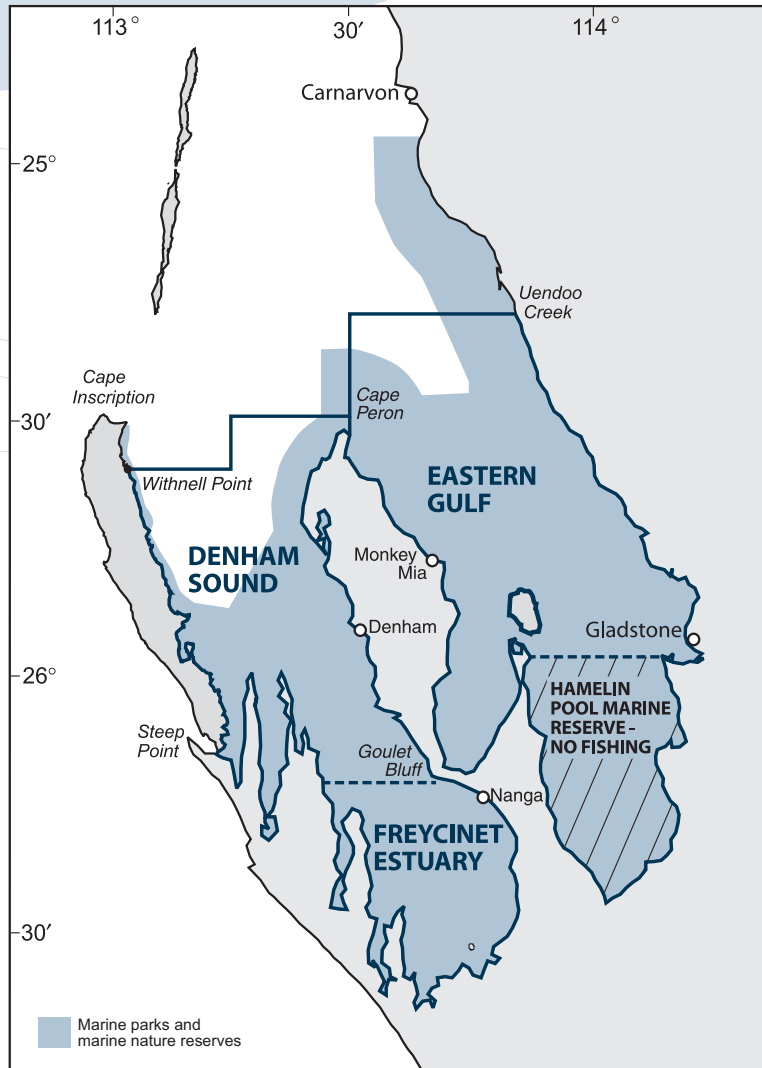 113°
30′
114°
Carnarvon
25°
Uendoo
Creek
Cape
Inscription
Cape
Peron
30′
Withnell Point
EASTERN
GULF
DENHAM
SOUND
Monkey
Mia
Denham
Gladstone
26°
HAMELIN
POOL MARINE
RESERVE –
NO FISHING
Steep
Point
Goulet
Bluff
Nanga
FREYCINET
ESTUARY
30′
Marine parks and
marine nature reserves